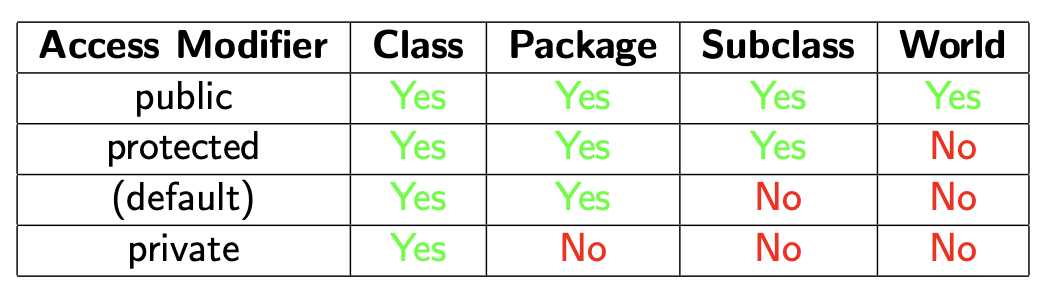 Access Modifier Class Package Subclass World
public Yes Yes Yes Yes
protected Yes Yes Yes No
(default) Yes Yes No No
private Yes No No No